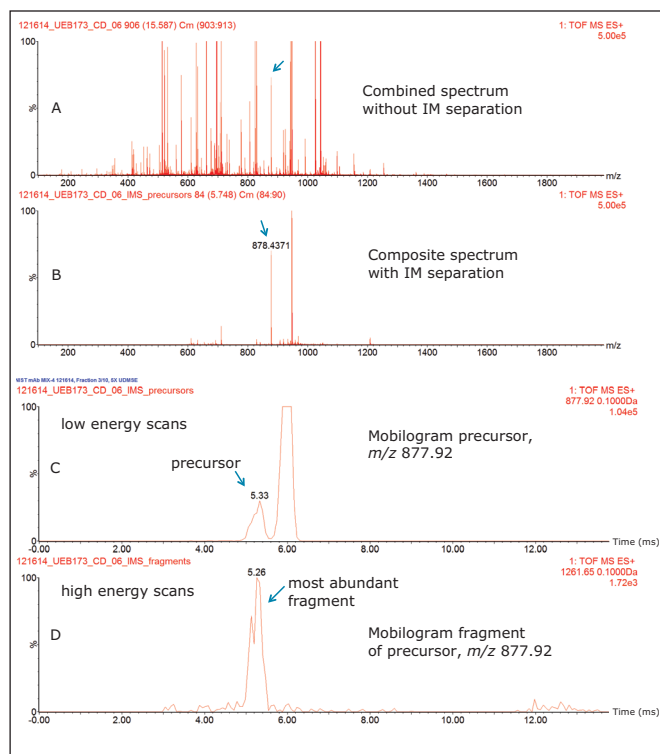 121614_UEB173_CD_06 906 (15.587) Cm (903:913)
1: TOF MS ES+
5.00e5
100
%
0
A
Combined spectrum
without IM separation
200 400 600 800 1000 1200 1400 1600 1800
m/z
121614_UEB173_CD_06_IMS_precursors 84 (5.748) Cm (84:90)
1: TOF MS ES+
5.00e5
100
%
0
B
878.4371
Composite spectrum
with IM separation
200 400 600 800 1000 1200 1400 1600 1800
m/z
WST mAb MIX-4 121614, Fraction 3/10, 5X UDMSE
121614_UEB173_CD_06_IMS_precursors
1: TOF MS ES+
877.92 0.1000Da
1.04e5
100
%
0
low energy scans
C
precursor
5.33
Mobilogram precursor,
m/z 877.92
-0.00 2.00 4.00 6.00 8.00 10.00 12.00
Time (ms)
121614_UEB173_CD_06_IMS_fragments
1: TOF MS ES+
1261.65 0.1000Da
1.72e3
100
%
0
high energy scans
D
5.26
most abundant
fragment
Mobilogram fragment
of precursor, m/z 877.92
-0.00 2.00 4.00 6.00 8.00 10.00 12.00
Time (ms)